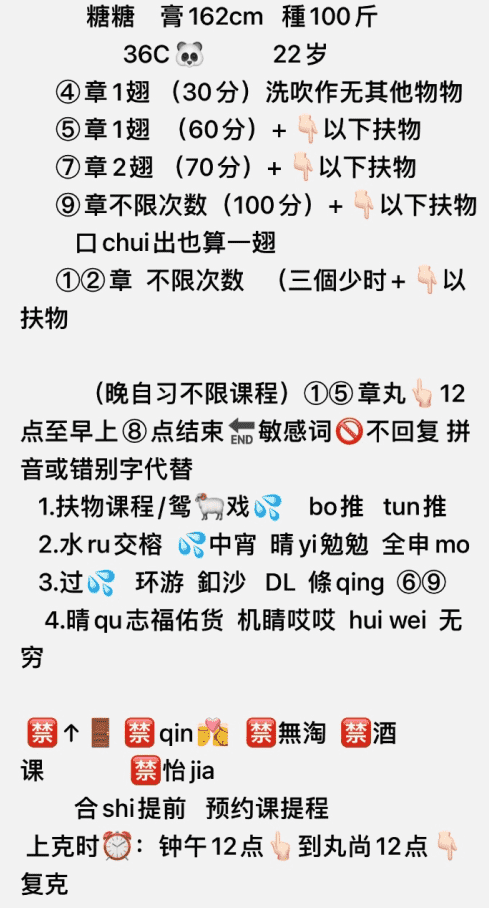 糖糖 膏162cm 種100斤
36C🐼 22岁
④章1翅 （30分）洗吹作无其他物物
⑤章1翅 （60分）+ 👇🏻以下扶物
⑦章2翅 （70分）+ 👇🏻以下扶物
⑨章不限次数（100分）+ 👇🏻以下扶物
口chui出也算一翅
①②章 不限次数 （三個少时+ 👇🏻以
扶物
（晚自习不限课程）①⑤章丸👆🏻12
点至早上⑧点结束🔚敏感词🚫不回复 拼
音或错别字代替
1.扶物课程/鸳🐏戏💦 bo推 tun推
2.水ru交榕 💦中宵 晴yi勉勉 全申mo
3.过💦 环游 釦沙 DL 條qing ⑥⑨
4.晴qu志福佑货 机睛哎哎 hui wei 无
穷
🈲↑🚪 🈲qin💏 🈲無淘 🈲酒
课 🈲怡jia
合shi提前 预约课提程
上克时⏰：钟午12点👆🏻到丸尚12点👇🏻
复克